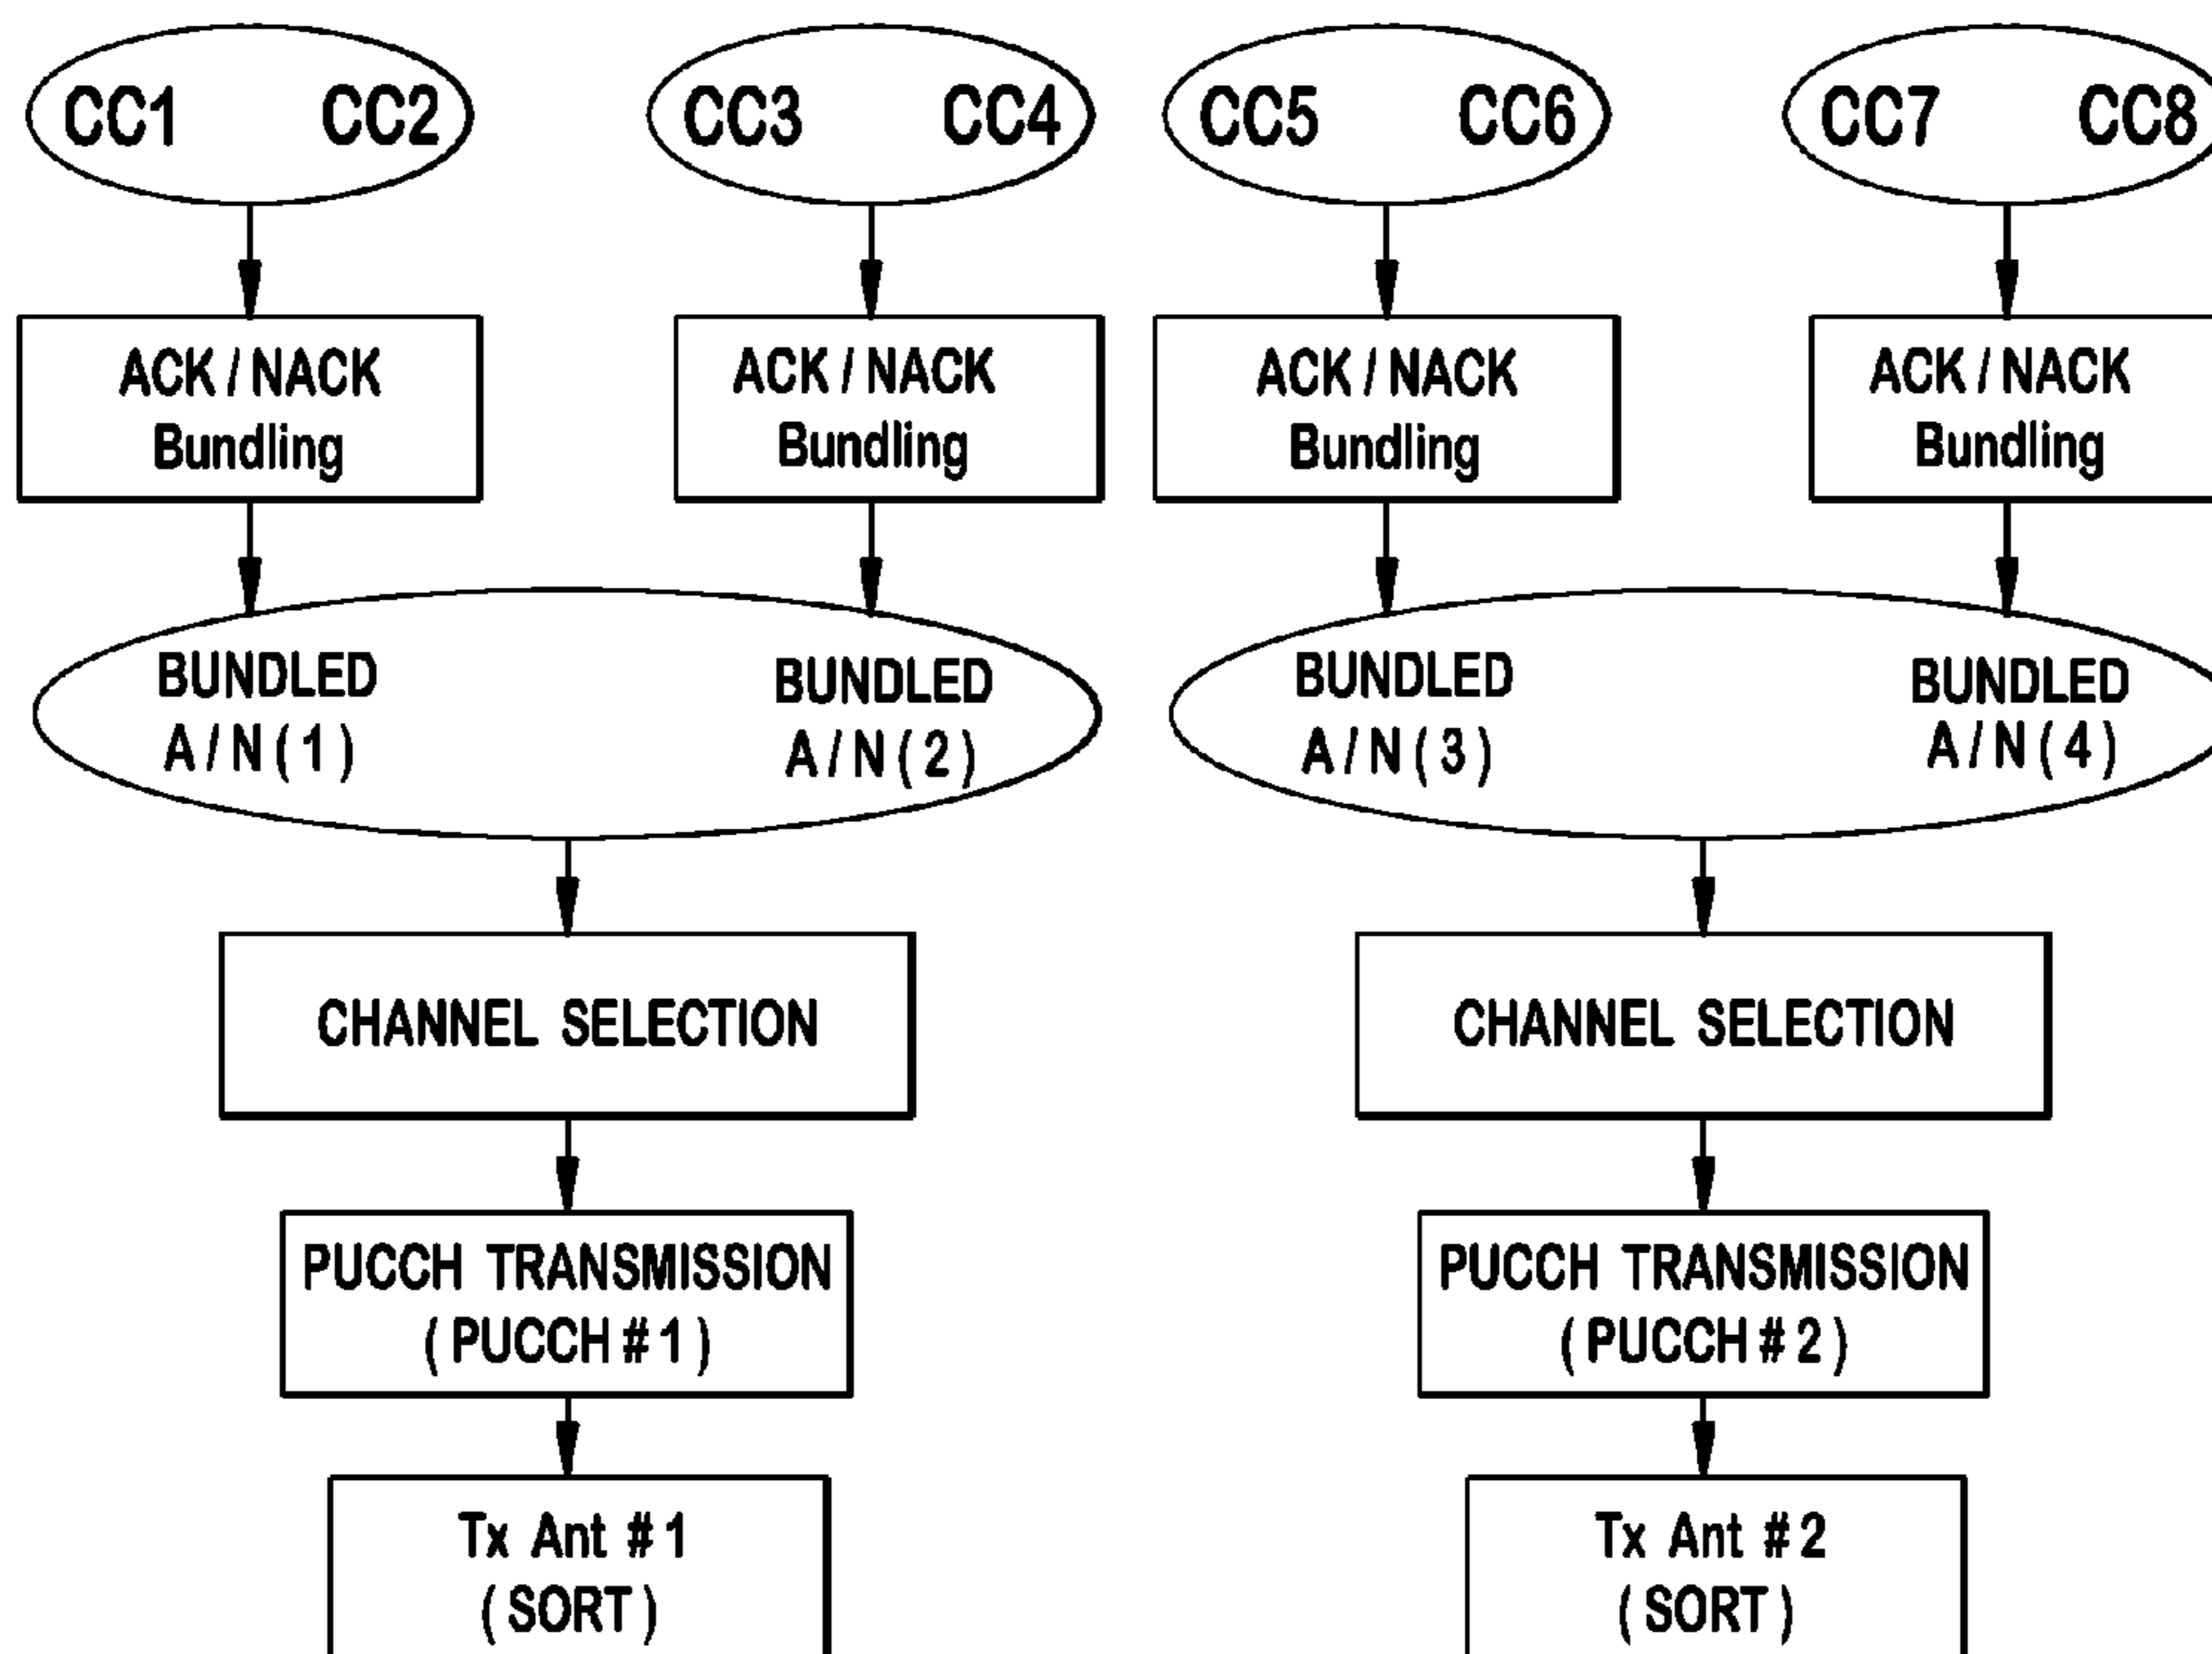 CC1 CC2 CC3 CC4 CC5 CC6 CC7 CC8
ACK / NACK ACK / NACK ACK / NACK ACK / NACK
Bundling Bundling Bundling Bundling
BUNDLED BUNDLED BUNDLED BUNDLED
A / N ( 1 ) A / N ( 2 ) A / N ( 3 ) A / N ( 4 )
CHANNEL SELECTION CHANNEL SELECTION
PUCCH TRANSMISSION PUCCH TRANSMISSION
( PUCCH # 1 ) ( PUCCH # 2 )
Tx Ant # 1 Tx Ant # 2
( SORT ) ( SORT )